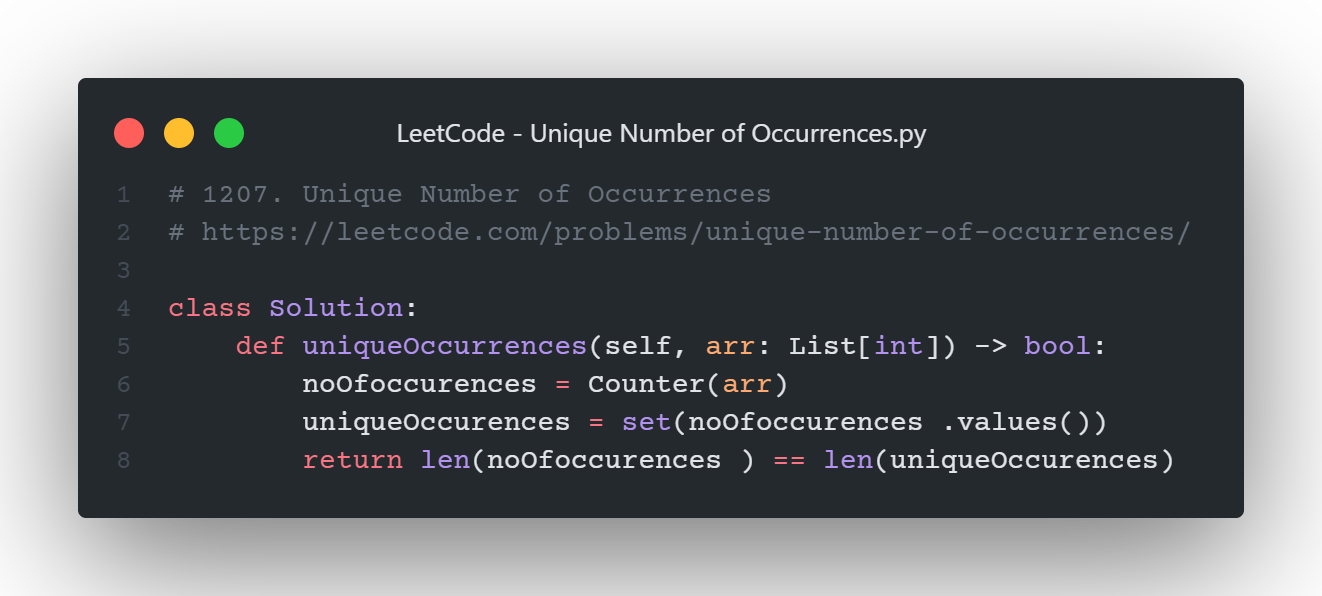 LeetCode - Unique Number of Occurrences.py
1 # 1207. Unique Number of Occurrences
2 # https://leetcode.com/problems/unique-number-of-occurrences/
3
4 class Solution:
5     def uniqueOccurrences(self, arr: List[int]) -> bool:
6         noOfoccurences = Counter(arr)
7         uniqueOccurences = set(noOfoccurences .values())
8         return len(noOfoccurences ) == len(uniqueOccurences)